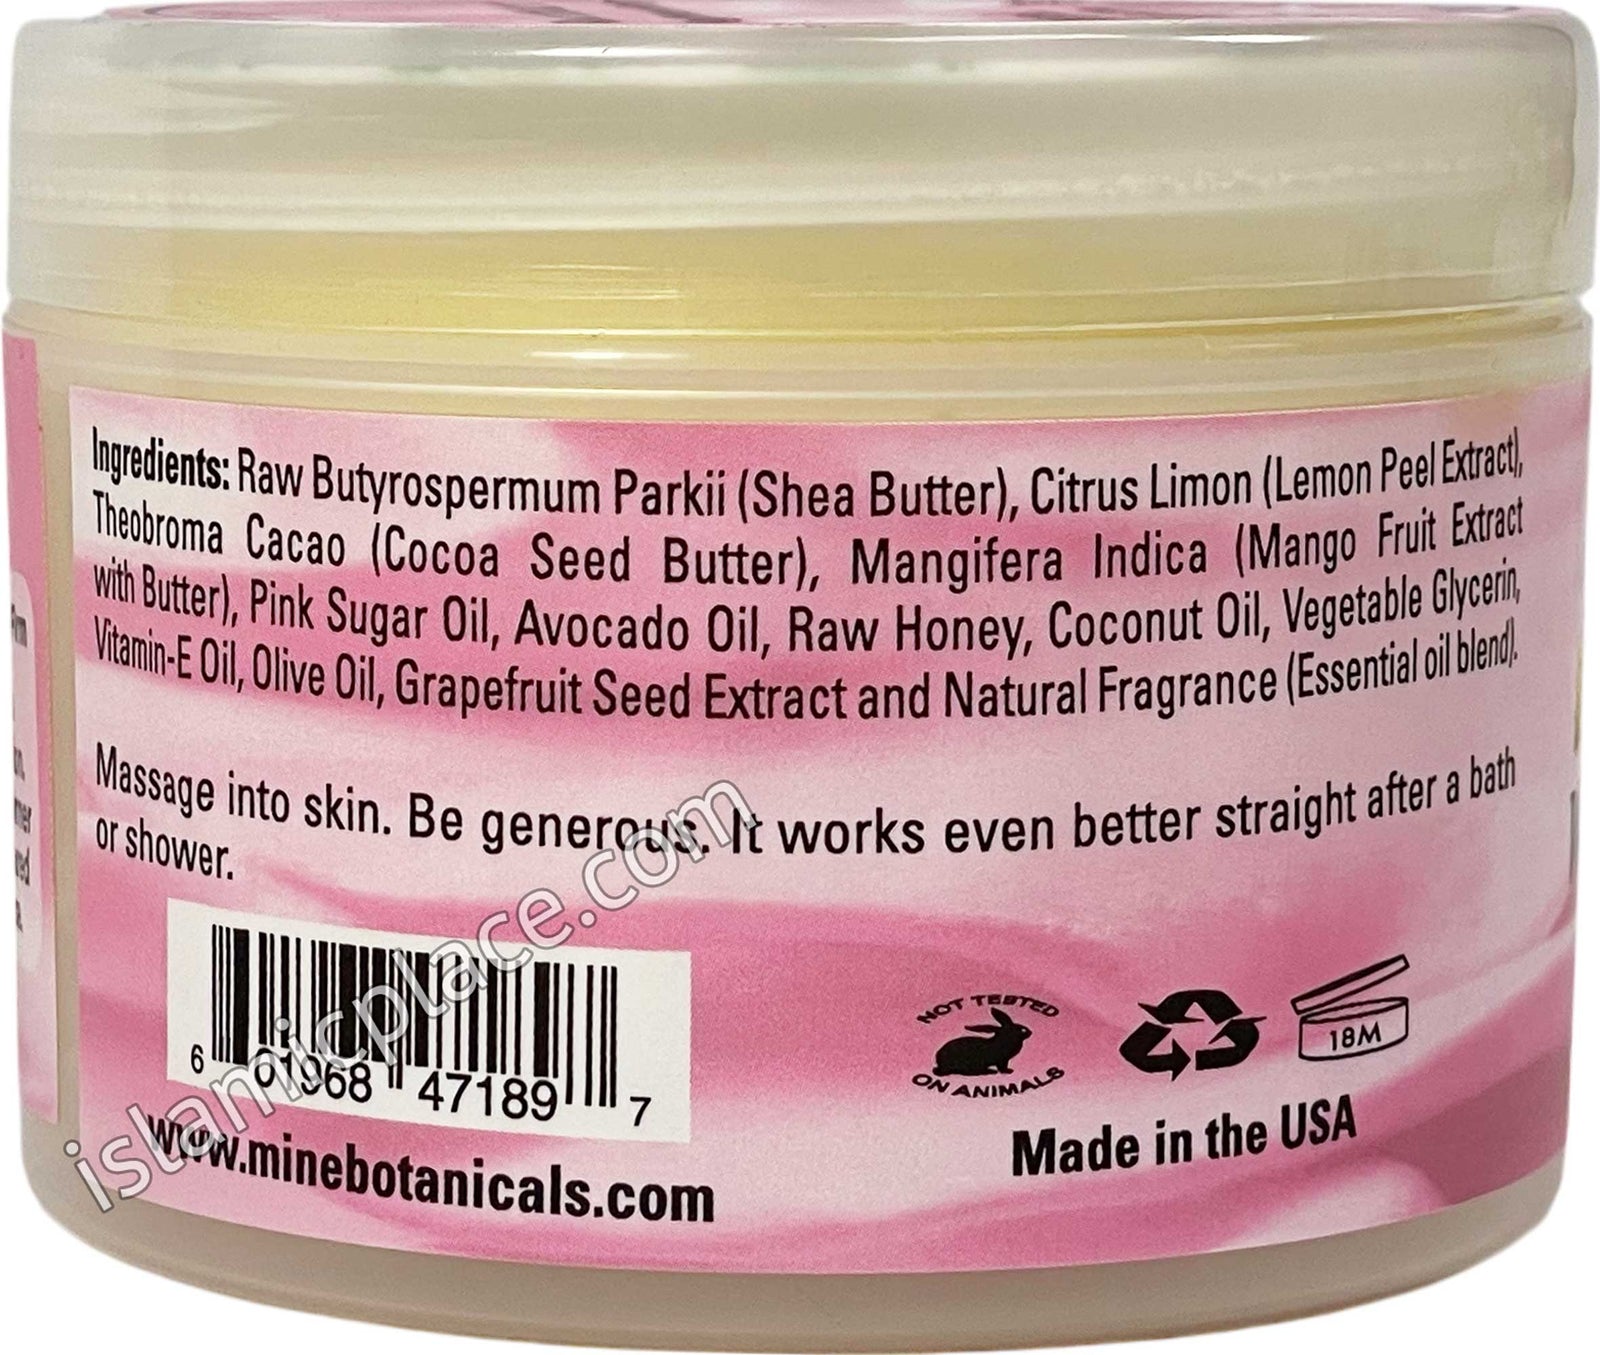 Ingredients: Raw Butyrospermum Parkii (Shea Butter), Citrus Limon (Lemon Peel Extract),
Theobroma Cacao (Cocoa Seed Butter), Mangifera Indica (Mango Fruit Extract
with Butter), Pink Sugar Oil, Avocado Oil, Raw Honey, Coconut Oil, Vegetable Glycerin,
Vitamin-E Oil, Olive Oil, Grapefruit Seed Extract and Natural Fragrance (Essential oil blend).
Massage into skin. Be generous. It works even better straight after a bath
or shower.
6 01968 47189 7
www.minebotanicals.com
NOT TESTED
ON ANIMALS
18M
Made in the USA
islamicplace.com